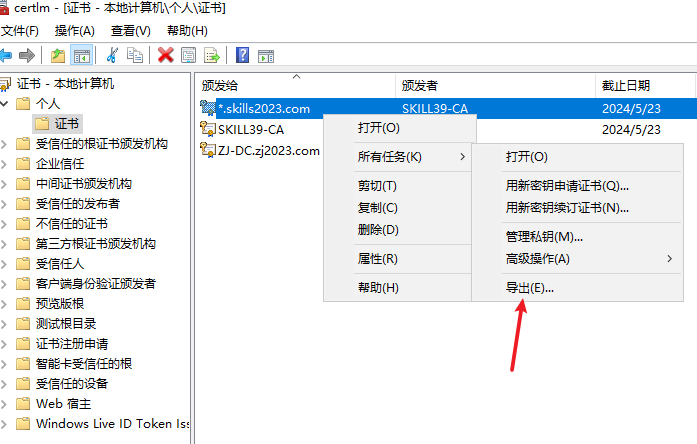 certlm - [证书 - 本地计算机\个人\证书]
文件(F) 操作(A) 查看(V) 帮助(H)
证书 - 本地计算机
个人
证书
受信任的根证书颁发机构
企业信任
中间证书颁发机构
受信任的发布者
不信任的证书
第三方根证书颁发机构
受信任人
客户端身份验证颁发者
预览版根
测试根目录
证书注册申请
智能卡受信任的根
受信任的设备
Web 宿主
Windows Live ID Token Iss
颁发给 颁发者 截止日期
*.skills2023.com SKILL39-CA 2024/5/23
SKILL39-CA 2024/5/23
ZJ-DC.zj2023.com
打开(O)
所有任务(K)
剪切(T)
复制(C)
删除(D)
属性(R)
帮助(H)
打开(O)
用新密钥申请证书(Q)...
用新密钥续订证书(N)...
管理私钥(M)...
高级操作(A)
导出(E)...